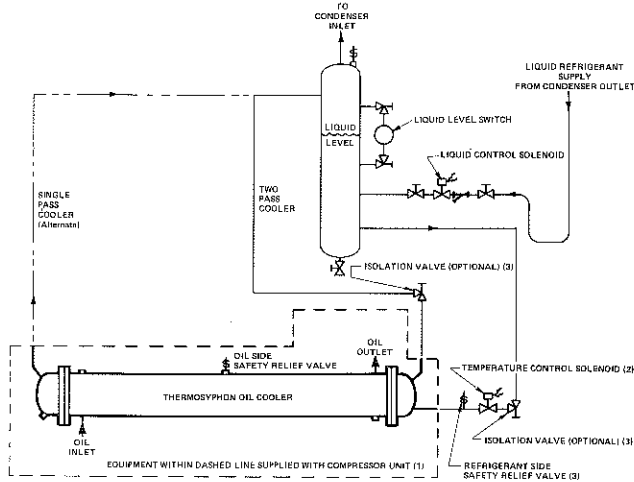 TO
CONDENSER
INLET
LIQUID REFRIGERANT
SUPPLY
FROM CONDENSER OUTLET
LIQUID
LEVEL
LIQUID LEVEL SWITCH
LIQUID CONTROL SOLENOID
SINGLE
PASS
COOLER
(Alternate)
TWO
PASS
COOLER
ISOLATION VALVE (OPTIONAL) (3)
OIL SIDE
SAFETY RELIEF VALVE
OIL
OUTLET
TEMPERATURE CONTROL SOLENOID (2)
THERMOSYPHON OIL COOLER
OIL
INLET
ISOLATION VALVE (OPTIONAL) (3)
EQUIPMENT WITHIN DASHED LINE SUPPLIED WITH COMPRESSOR UNIT (1)
REFRIGERANT SIDE
SAFETY RELIEF VALVE (3)